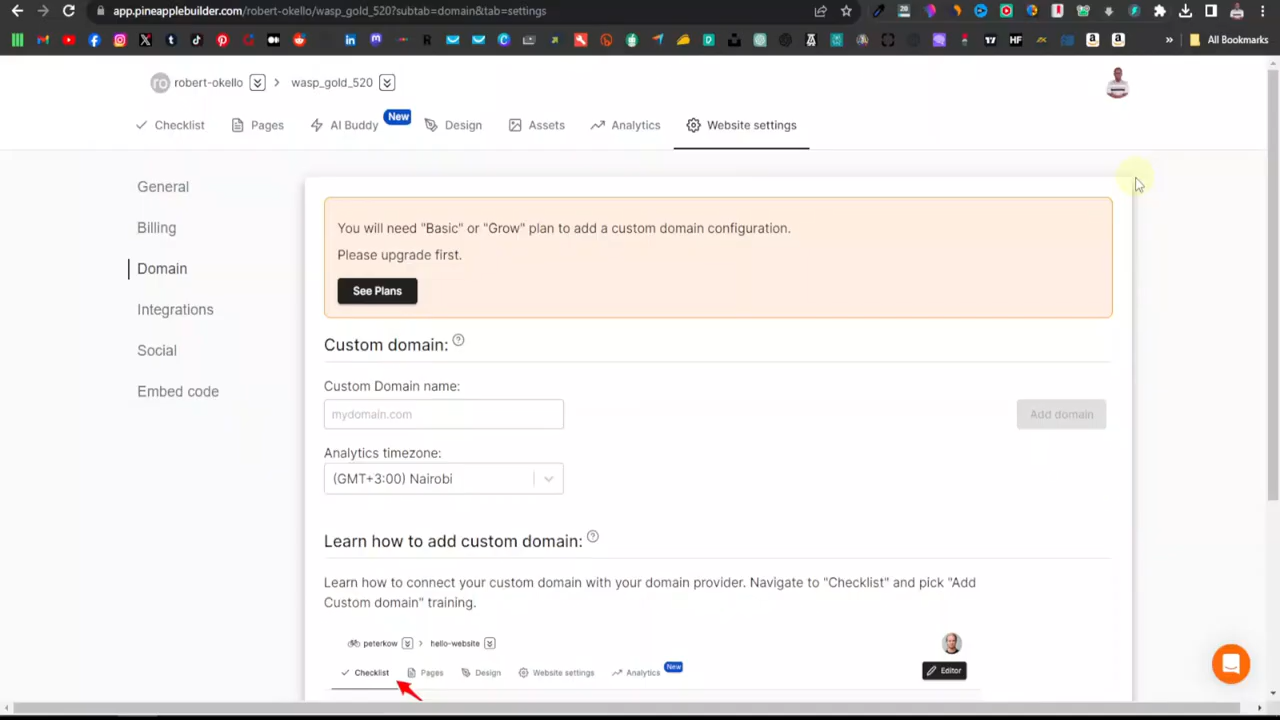 app.pineapplebuilder.com/robert-okello/wasp_gold_520?subtab=domain&tab=settings
All Bookmarks
ro robert-okello > wasp_gold_520
Checklist Pages AI Buddy New Design Assets Analytics Website settings
General
Billing
Domain
Integrations
Social
Embed code
You will need "Basic" or "Grow" plan to add a custom domain configuration.
Please upgrade first.
See Plans
Custom domain:
Custom Domain name:
mydomain.com
Add domain
Analytics timezone:
(GMT+3:00) Nairobi
Learn how to add custom domain:
Learn how to connect your custom domain with your domain provider. Navigate to "Checklist" and pick "Add
Custom domain" training.
peterkow > hello-website
Checklist Pages Design Website settings Analytics New
Editor